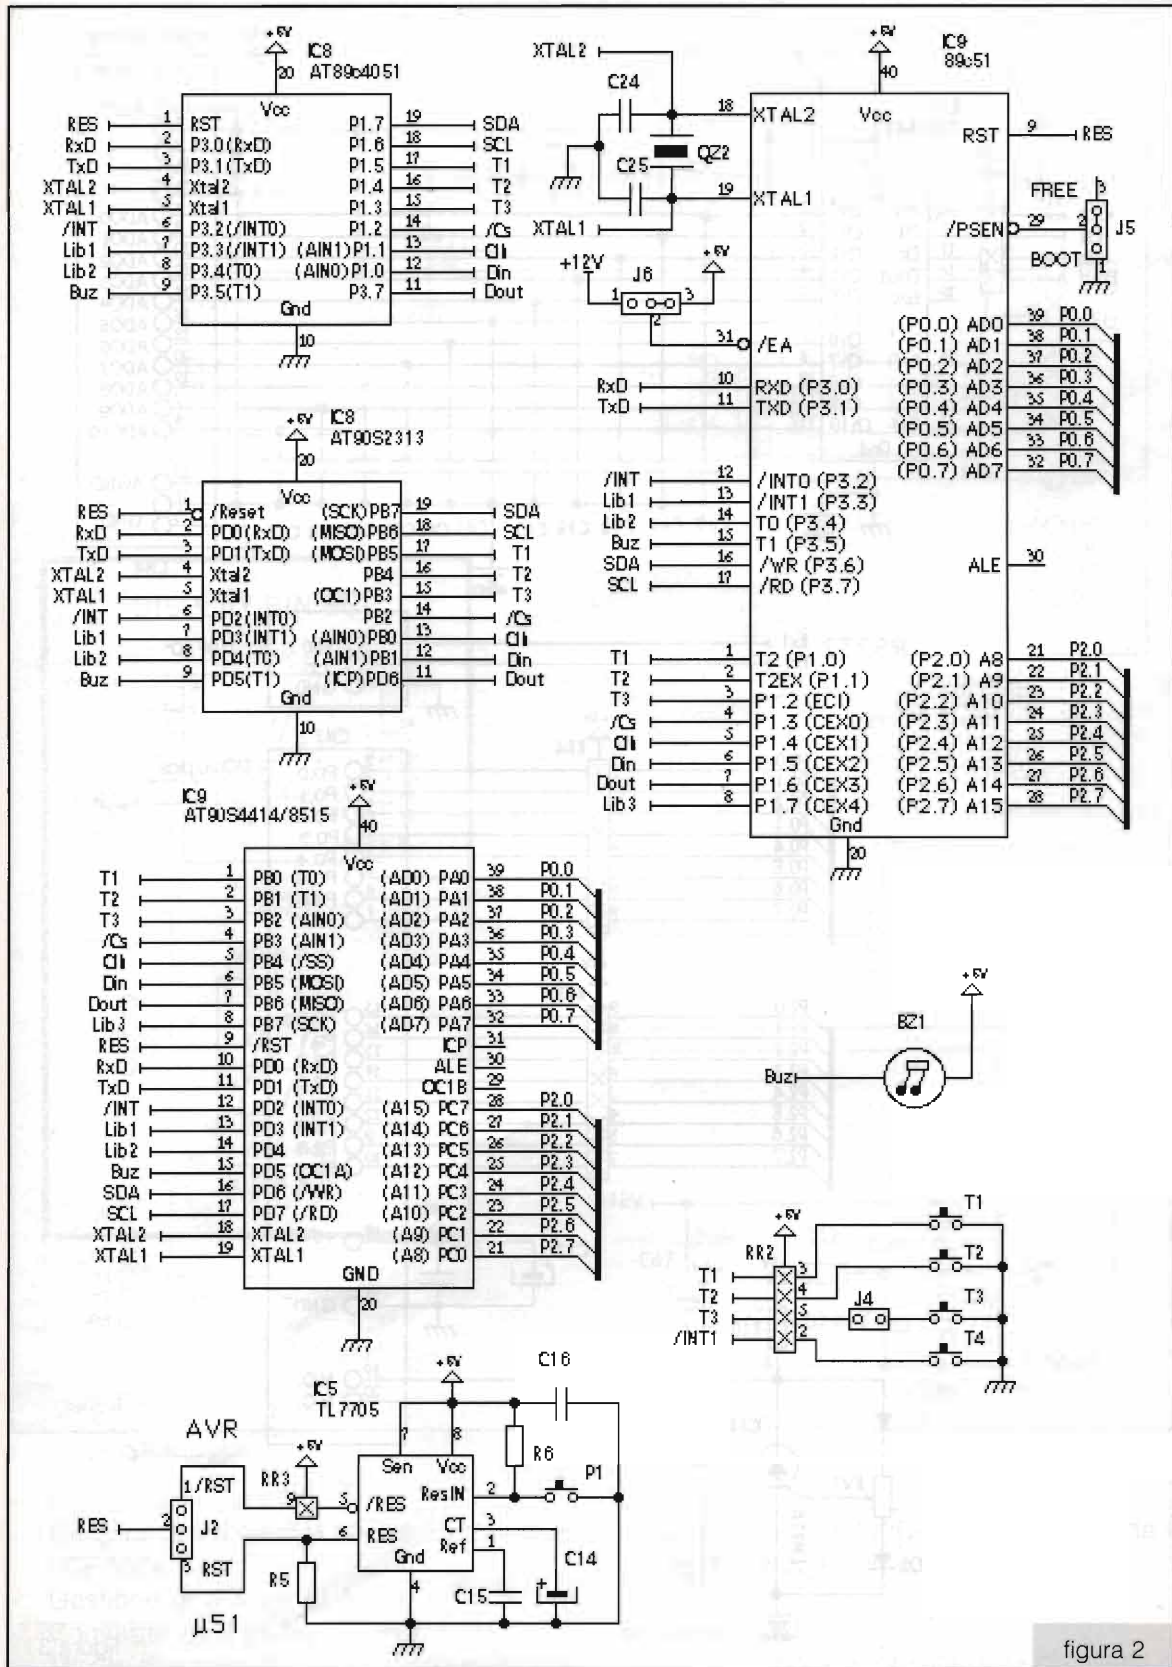 +5V
IC8
AT89c4051
20
Vcc
RES 1 RST P1.7 19 SDA
RxD 2 P3.0(RxD) P1.6 18 SCL
TxD 3 P3.1(TxD) P1.5 17 T1
XTAL2 4 Xtal2 P1.4 16 T2
XTAL1 5 Xtal1 P1.3 15 T3
/INT 6 P3.2(/INT0) P1.2 14 /Cs
Lib1 7 P3.3(/INT1) (AIN1)P1.1 13 Clk
Lib2 8 P3.4(T0) (AIN0)P1.0 12 Din
Buz 9 P3.5(T1) P3.7 11 Dout
Gnd
10
+5V
IC8
AT90S2313
20
Vcc
RES 1 /Reset (SCK)PB7 19 SDA
RxD 2 PD0(RxD) (MISO)PB6 18 SCL
TxD 3 PD1(TxD) (MOSI)PB5 17 T1
XTAL2 4 Xtal2 PB4 16 T2
XTAL1 5 Xtal1 (OC1)PB3 15 T3
/INT 6 PD2(INT0) PB2 14 /Cs
Lib1 7 PD3(INT1) (AIN0)PB0 13 Clk
Lib2 8 PD4(T0) (AIN1)PB1 12 Din
Buz 9 PD5(T1) (ICP)PD6 11 Dout
Gnd
10
IC9
AT90S4414/8515
+5V
40
Vcc
T1 1 PB0 (T0) (AD0) PA0 39 P0.0
T2 2 PB1 (T1) (AD1) PA1 38 P0.1
T3 3 PB2 (AIN0) (AD2) PA2 37 P0.2
/Cs 4 PB3 (AIN1) (AD3) PA3 36 P0.3
Clk 5 PB4 (/SS) (AD4) PA4 35 P0.4
Din 6 PB5 (MOSI) (AD5) PA5 34 P0.5
Dout 7 PB6 (MISO) (AD6) PA6 33 P0.6
Lib3 8 PB7 (SCK) (AD7) PA7 32 P0.7
RES 9 /RST ICP 31
RxD 10 PD0 (RxD) ALE 30
TxD 11 PD1 (TxD) OC1B 29
/INT 12 PD2 (INT0) (A15) PC7 28 P2.0
Lib1 13 PD3 (INT1) (A14) PC6 27 P2.1
Lib2 14 PD4 (A13) PC5 26 P2.2
Buz 15 PD5 (OC1A) (A12) PC4 25 P2.3
SDA 16 PD6 (/WR) (A11) PC3 24 P2.4
SCL 17 PD7 (/RD) (A10) PC2 23 P2.5
XTAL2 18 XTAL2 (A9) PC1 22 P2.6
XTAL1 19 XTAL1 (A8) PC0 21 P2.7
GND
20
XTAL2
C24
C25
QZ2
XTAL1
+12V
J6
+5V
1
3
2
+5V
IC9
89c51
40
18 XTAL2 Vcc
RST 9 RES
19 XTAL1
FREE 3
/PSEN 29 2 J5
BOOT 1
31 /EA
(P0.0) AD0 39 P0.0
(P0.1) AD1 38 P0.1
(P0.2) AD2 37 P0.2
RxD 10 RXD (P3.0) (P0.3) AD3 36 P0.3
TxD 11 TXD (P3.1) (P0.4) AD4 35 P0.4
(P0.5) AD5 34 P0.5
(P0.6) AD6 33 P0.6
(P0.7) AD7 32 P0.7
/INT 12 /INT0 (P3.2)
Lib1 13 /INT1 (P3.3)
Lib2 14 T0 (P3.4)
Buz 15 T1 (P3.5)
SDA 16 /WR (P3.6) ALE 30
SCL 17 /RD (P3.7)
T1 1 T2 (P1.0) (P2.0) A8 21 P2.0
T2 2 T2EX (P1.1) (P2.1) A9 22 P2.1
T3 3 P1.2 (ECI) (P2.2) A10 23 P2.2
/Cs 4 P1.3 (CEX0) (P2.3) A11 24 P2.3
Clk 5 P1.4 (CEX1) (P2.4) A12 25 P2.4
Din 6 P1.5 (CEX2) (P2.5) A13 26 P2.5
Dout 7 P1.6 (CEX3) (P2.6) A14 27 P2.6
Lib3 8 P1.7 (CEX4) (P2.7) A15 28 P2.7
Gnd
20
+5V
BZ1
Buz
+5V
RR2
T1 3 T1
T2 4 T2
T3 5 J4 T3
/INT1 2 T4
AVR
1 /RST
RES 2 J2
3 RST
µ51
+5V
RR3
9
R5
IC5
TL7705
+5V
C16
7
8
Sen Vcc
5 /RES ResIN 2
6 RES CT 3
Ref 1
Gnd
4
R6
P1
C15
C14
+
figura 2